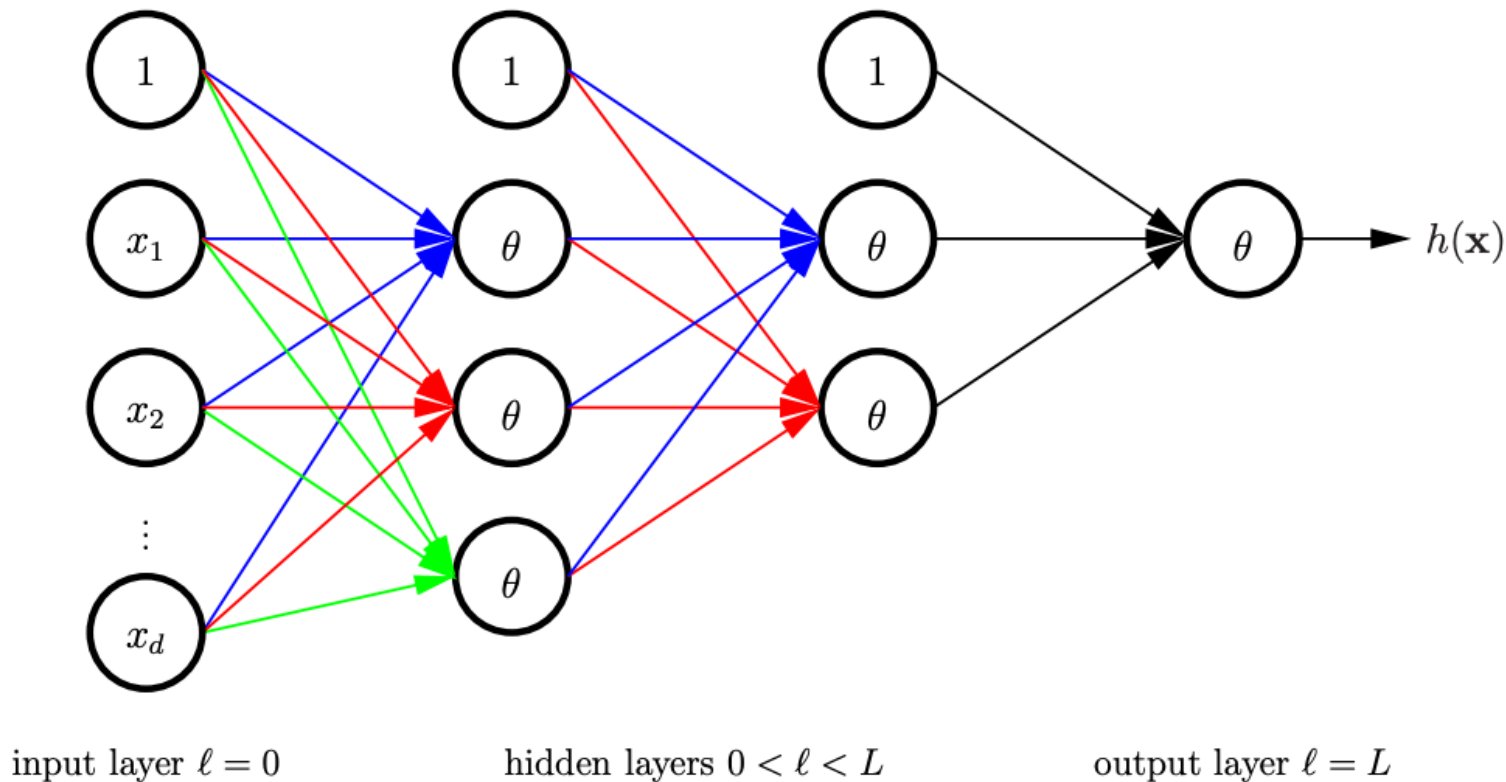 1 1 1
x₁ θ θ θ h(𝐱)
x₂ θ θ
⋮ θ
x_d
input layer ℓ = 0 hidden layers 0 < ℓ < L output layer ℓ = L